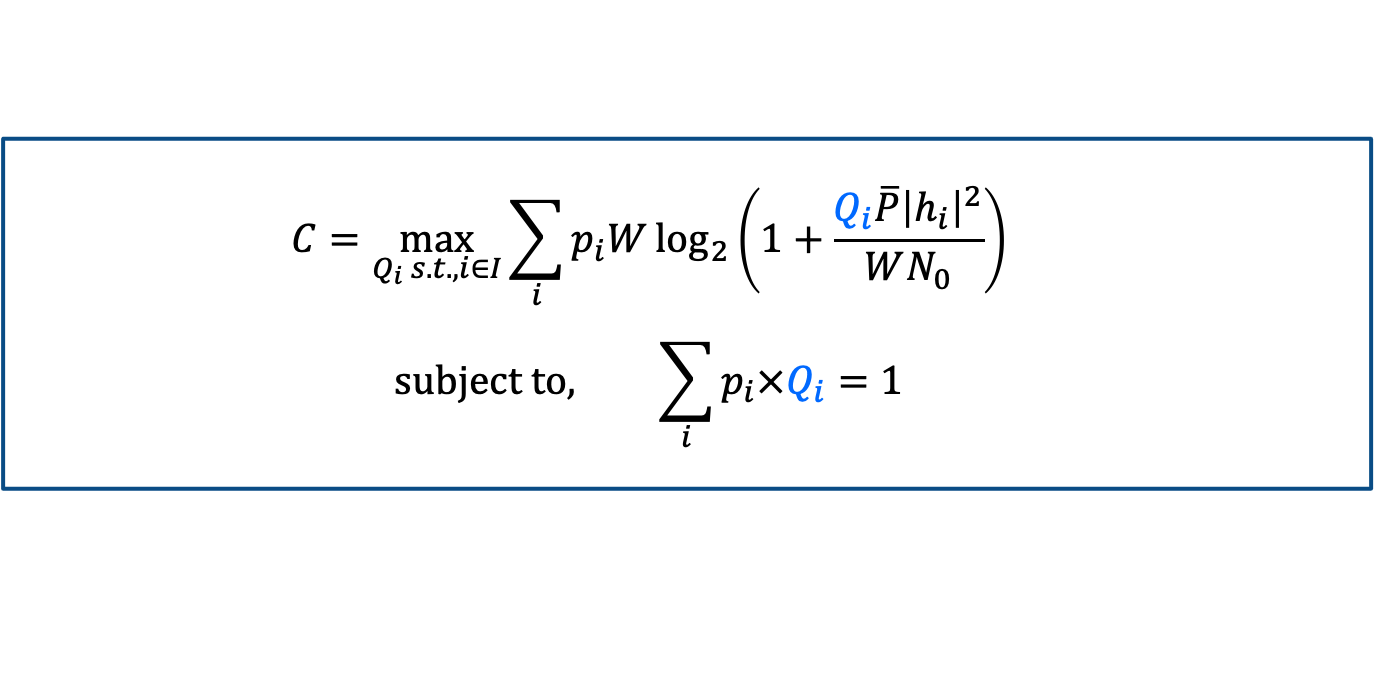 C = max_{Q_i s.t.,i∈I} ∑_i p_i W log_2 (1 + Q_i P̄|h_i|^2 / W N_0)
subject to, ∑_i p_i × Q_i = 1